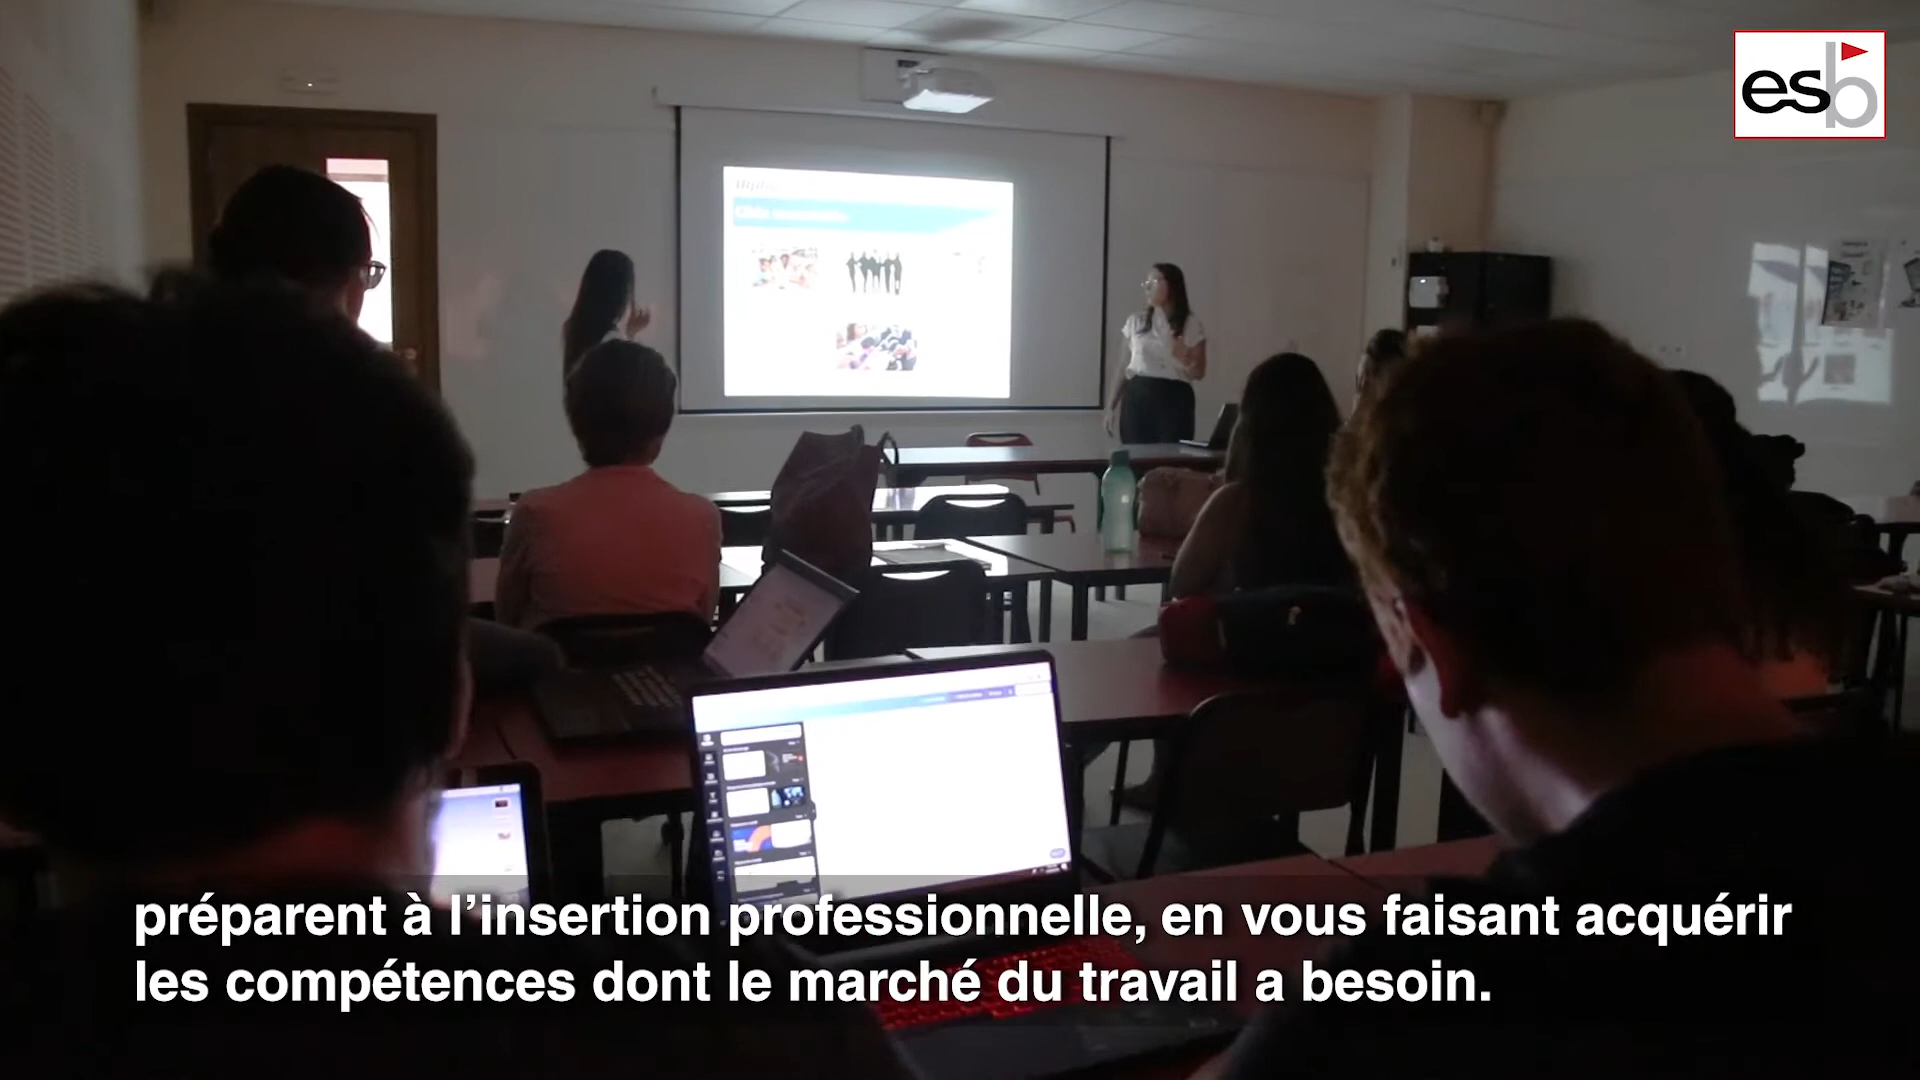 esb
préparent à l’insertion professionnelle, en vous faisant acquérir
les compétences dont le marché du travail a besoin.